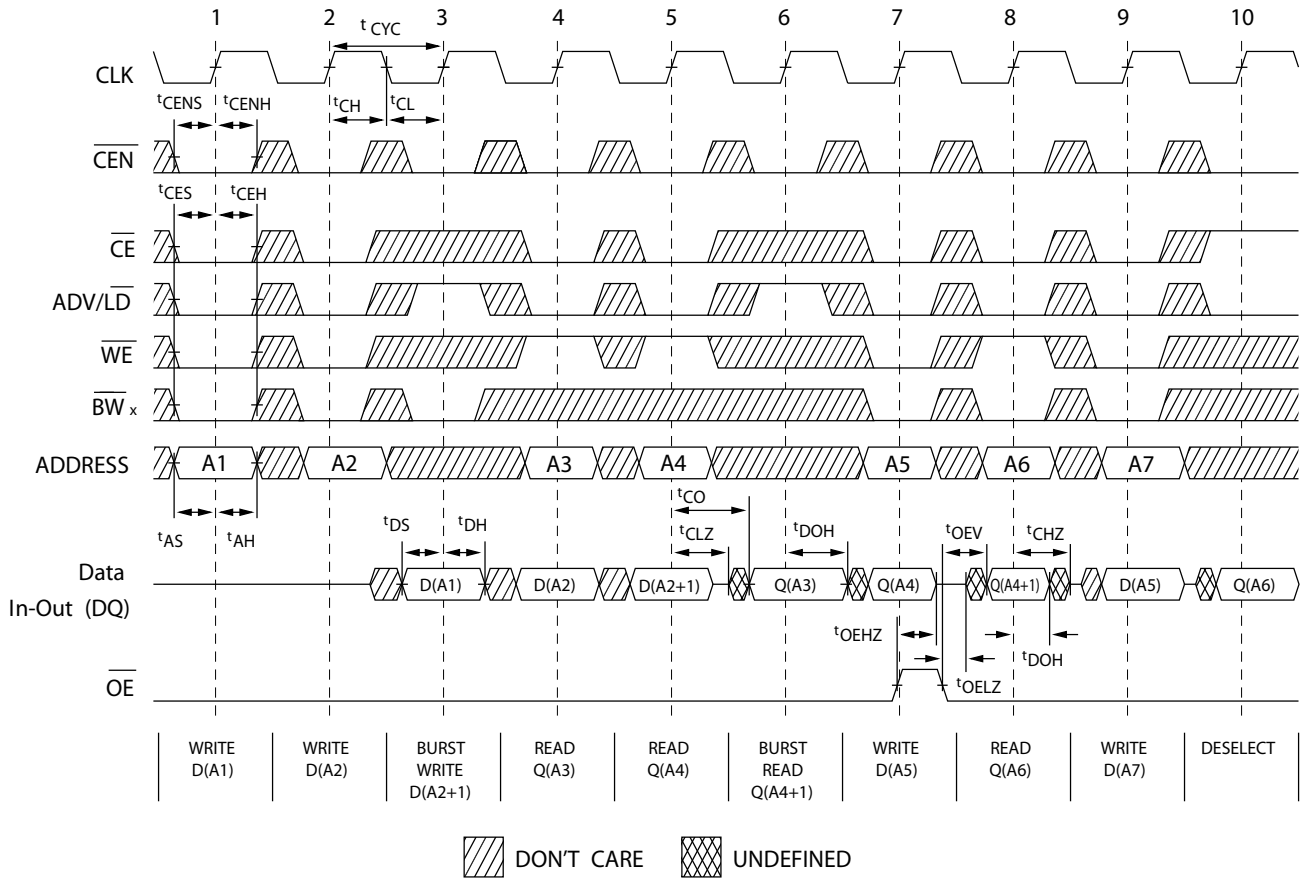 1 2 3 4 5 6 7 8 9 10
t CYC
CLK
tCENS tCENH tCH tCL
CEN
tCES tCEH
CE
ADV/LD
WE
BW x
ADDRESS A1 A2 A3 A4 A5 A6 A7
tCO
tAS tAH tDS tDH tCLZ tDOH tOEV tCHZ
Data
In-Out (DQ) D(A1) D(A2) D(A2+1) Q(A3) Q(A4) Q(A4+1) D(A5) Q(A6)
tOEHZ tDOH
OE tOELZ
WRITE WRITE BURST READ READ BURST WRITE READ WRITE DESELECT
D(A1) D(A2) WRITE Q(A3) Q(A4) READ D(A5) Q(A6) D(A7)
D(A2+1) Q(A4+1)
DON'T CARE UNDEFINED